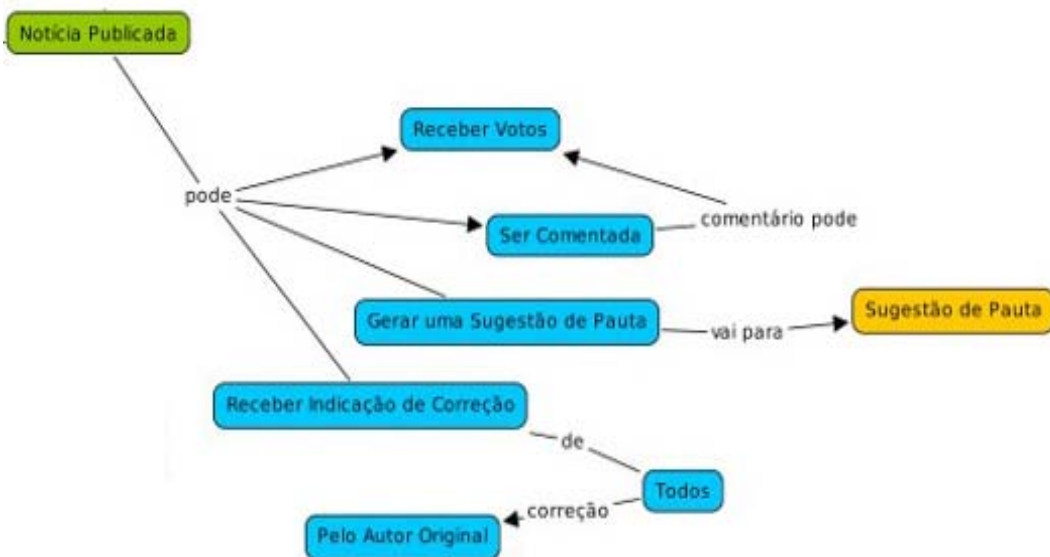 Notícia Publicada
Receber Votos
pode
comentário pode
Ser Comentada
Sugestão de Pauta
Gerar uma Sugestão de Pauta
vai para
Receber Indicação de Correção
de
Todos
correção
Pelo Autor Original